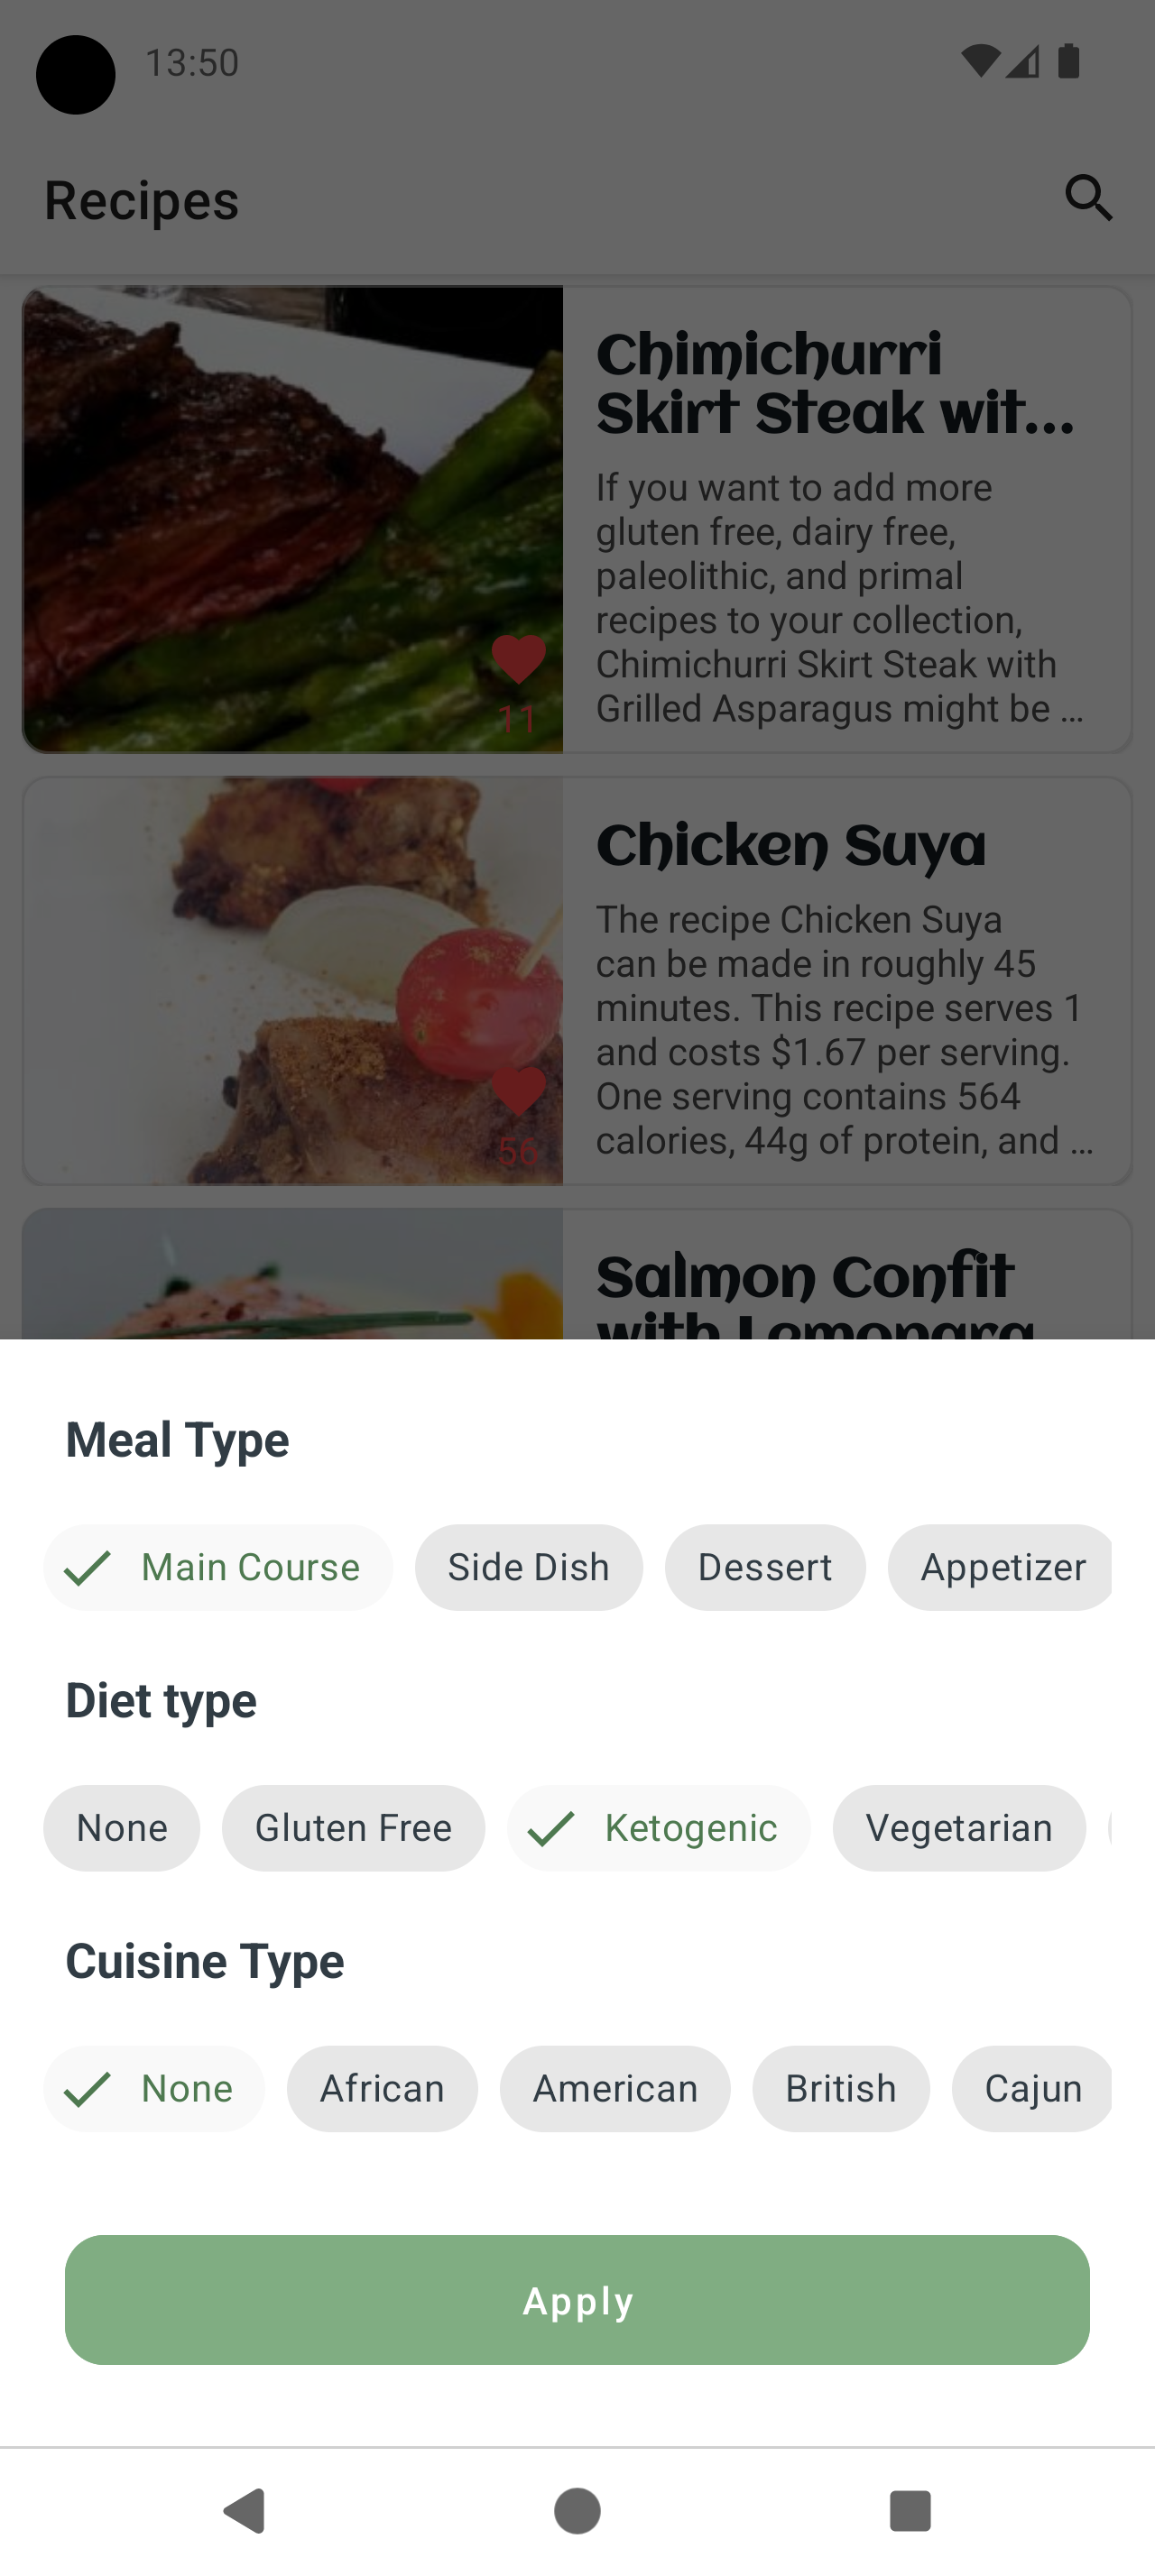 13:50
Recipes
Chimichurri
Skirt Steak wit...
If you want to add more
gluten free, dairy free,
paleolithic, and primal
recipes to your collection,
Chimichurri Skirt Steak with
Grilled Asparagus might be ...
11
Chicken Suya
The recipe Chicken Suya
can be made in roughly 45
minutes. This recipe serves 1
and costs $1.67 per serving.
One serving contains 564
calories, 44g of protein, and ...
56
Salmon Confit
with Lemongra
Meal Type
Main Course Side Dish Dessert Appetizer
Diet type
None Gluten Free Ketogenic Vegetarian
Cuisine Type
None African American British Cajun
Apply